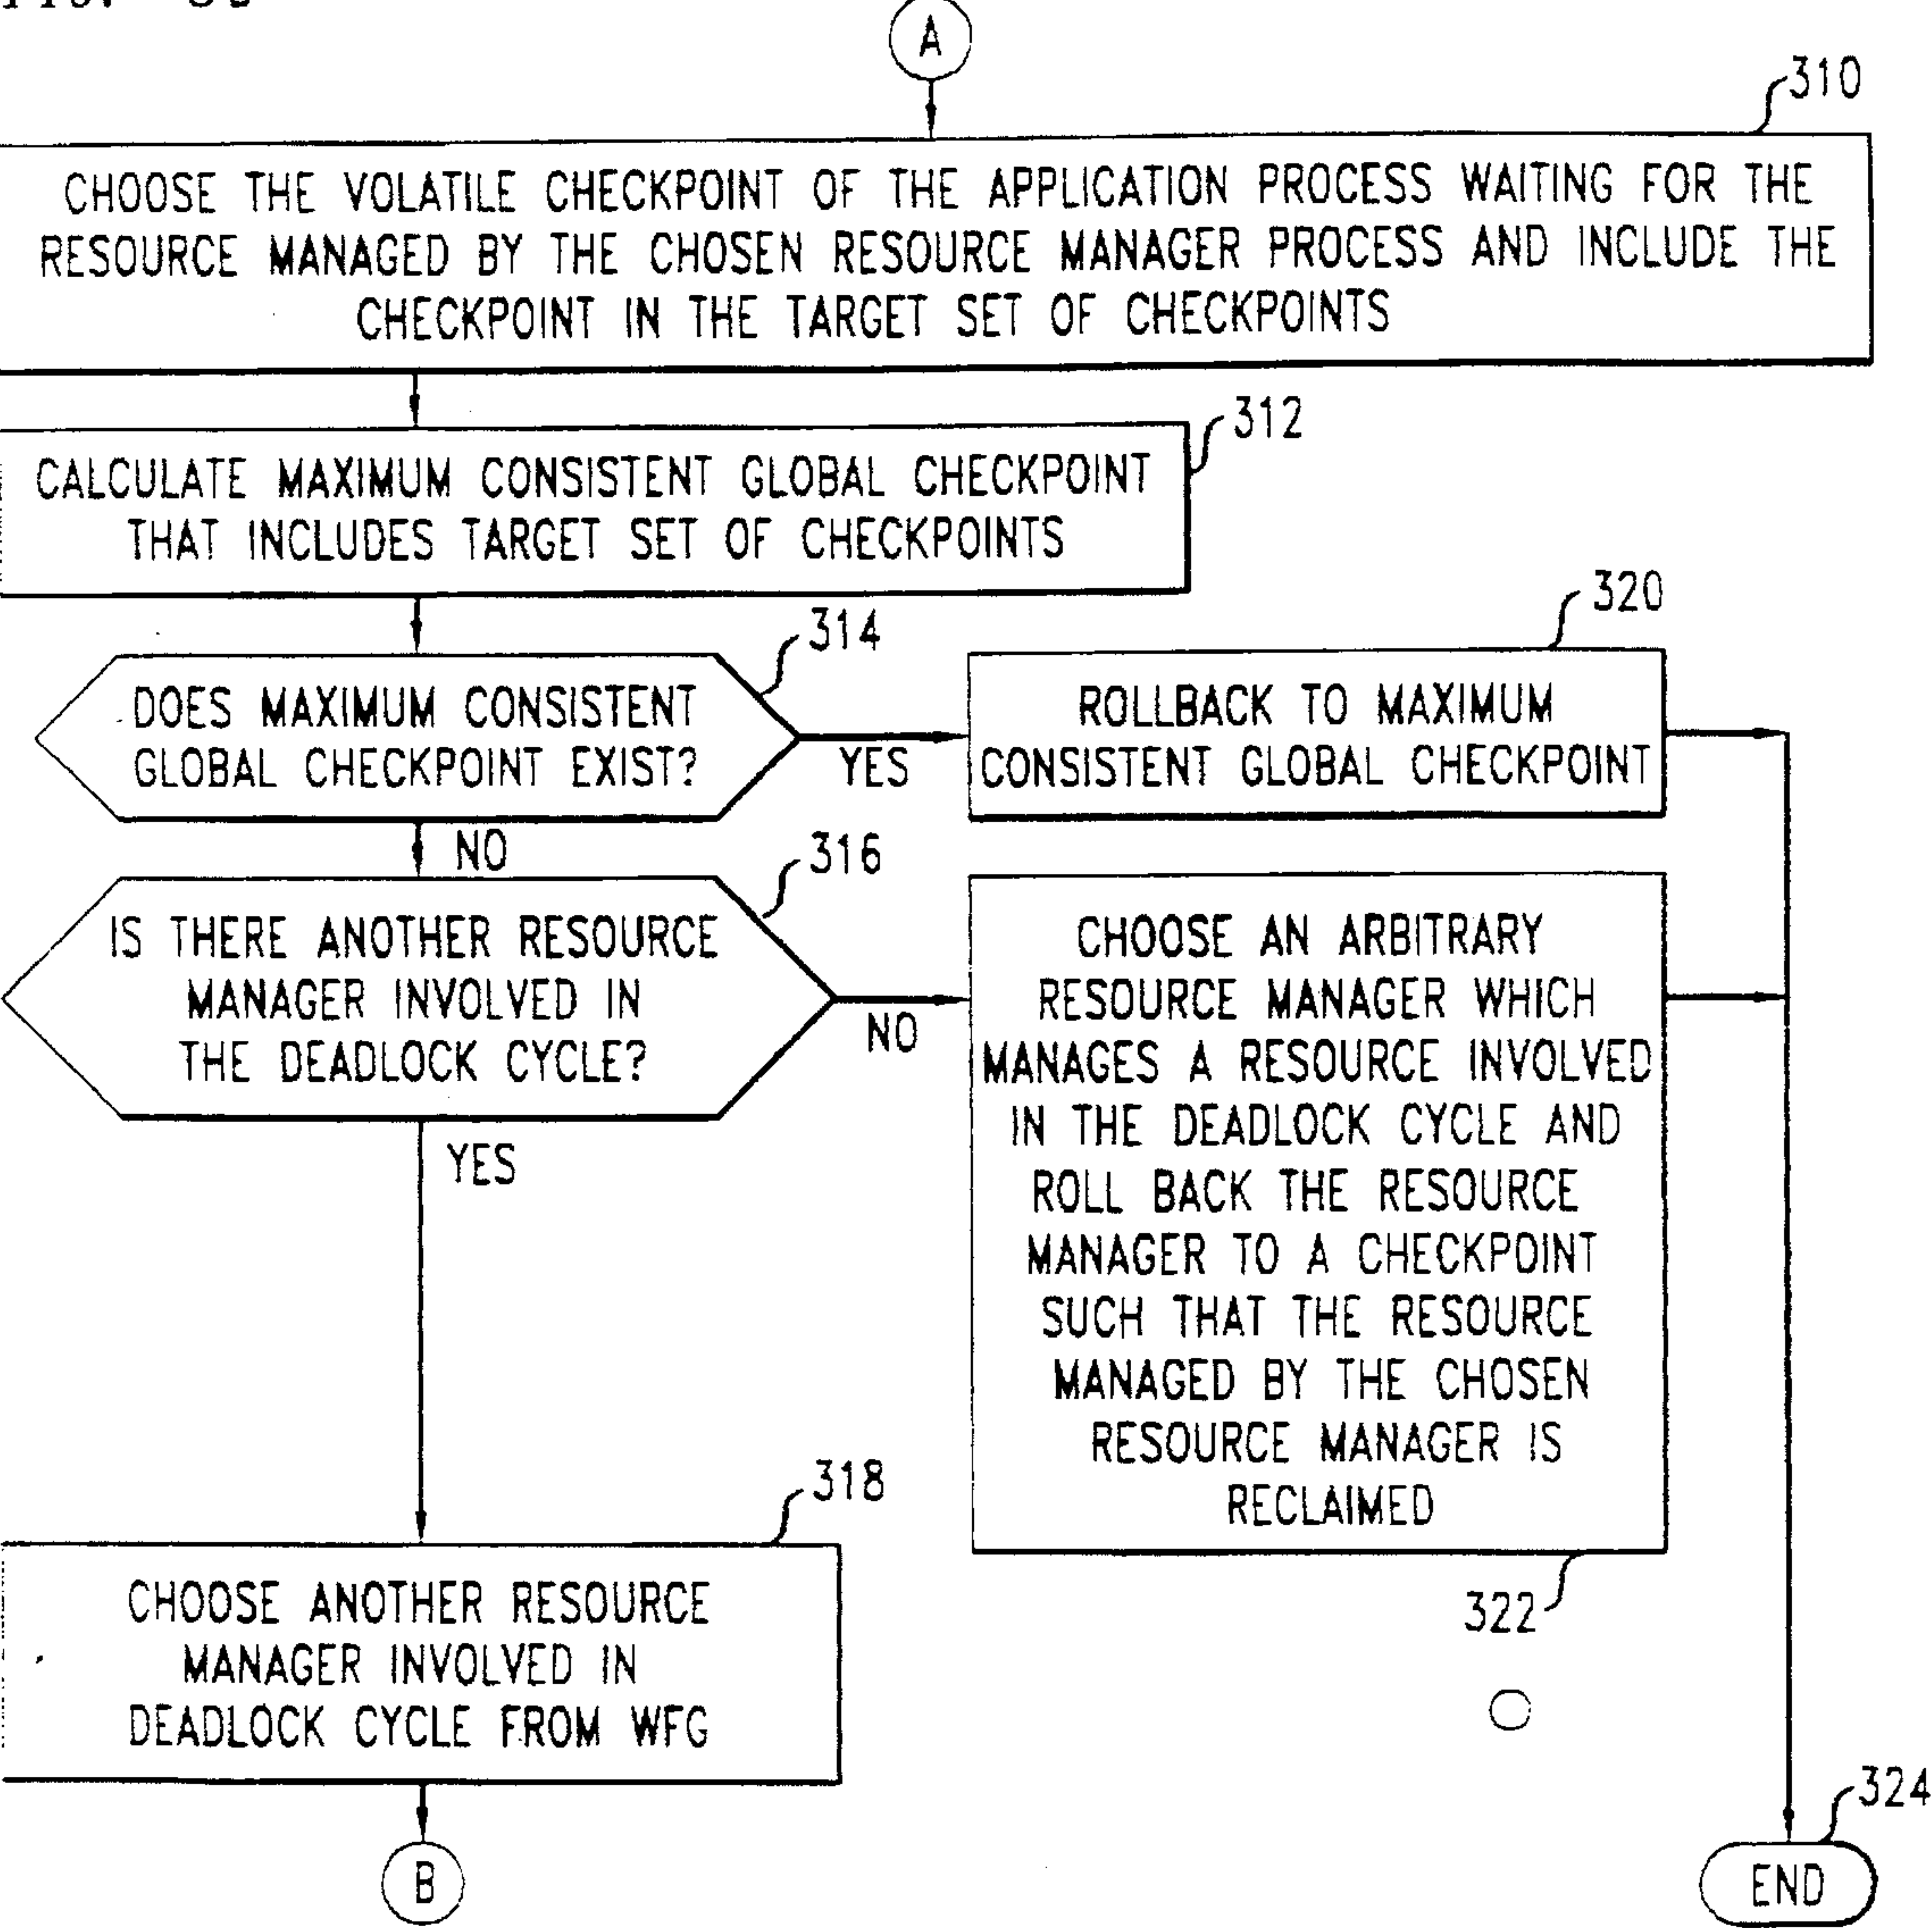 A
310
CHOOSE THE VOLATILE CHECKPOINT OF THE APPLICATION PROCESS WAITING FOR THE
RESOURCE MANAGED BY THE CHOSEN RESOURCE MANAGER PROCESS AND INCLUDE THE
CHECKPOINT IN THE TARGET SET OF CHECKPOINTS
312
CALCULATE MAXIMUM CONSISTENT GLOBAL CHECKPOINT
THAT INCLUDES TARGET SET OF CHECKPOINTS
314
DOES MAXIMUM CONSISTENT
GLOBAL CHECKPOINT EXIST?
YES
320
ROLLBACK TO MAXIMUM
CONSISTENT GLOBAL CHECKPOINT
NO
316
IS THERE ANOTHER RESOURCE
MANAGER INVOLVED IN
THE DEADLOCK CYCLE?
NO
CHOOSE AN ARBITRARY
RESOURCE MANAGER WHICH
MANAGES A RESOURCE INVOLVED
IN THE DEADLOCK CYCLE AND
ROLL BACK THE RESOURCE
MANAGER TO A CHECKPOINT
SUCH THAT THE RESOURCE
MANAGED BY THE CHOSEN
RESOURCE MANAGER IS
RECLAIMED
322
YES
318
CHOOSE ANOTHER RESOURCE
MANAGER INVOLVED IN
DEADLOCK CYCLE FROM WFG
B
324
END